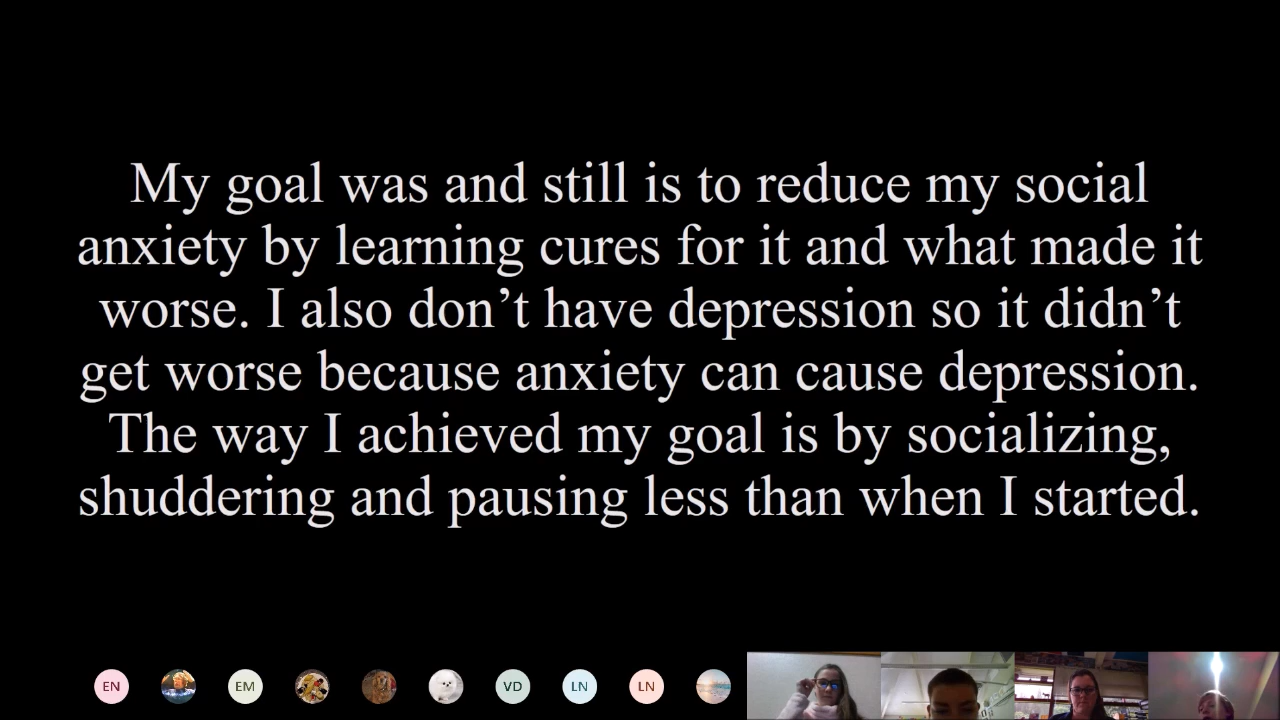 My goal was and still is to reduce my social
anxiety by learning cures for it and what made it
worse. I also don’t have depression so it didn’t
get worse because anxiety can cause depression.
The way I achieved my goal is by socializing,
shuddering and pausing less than when I started.
EN EM VD LN LN